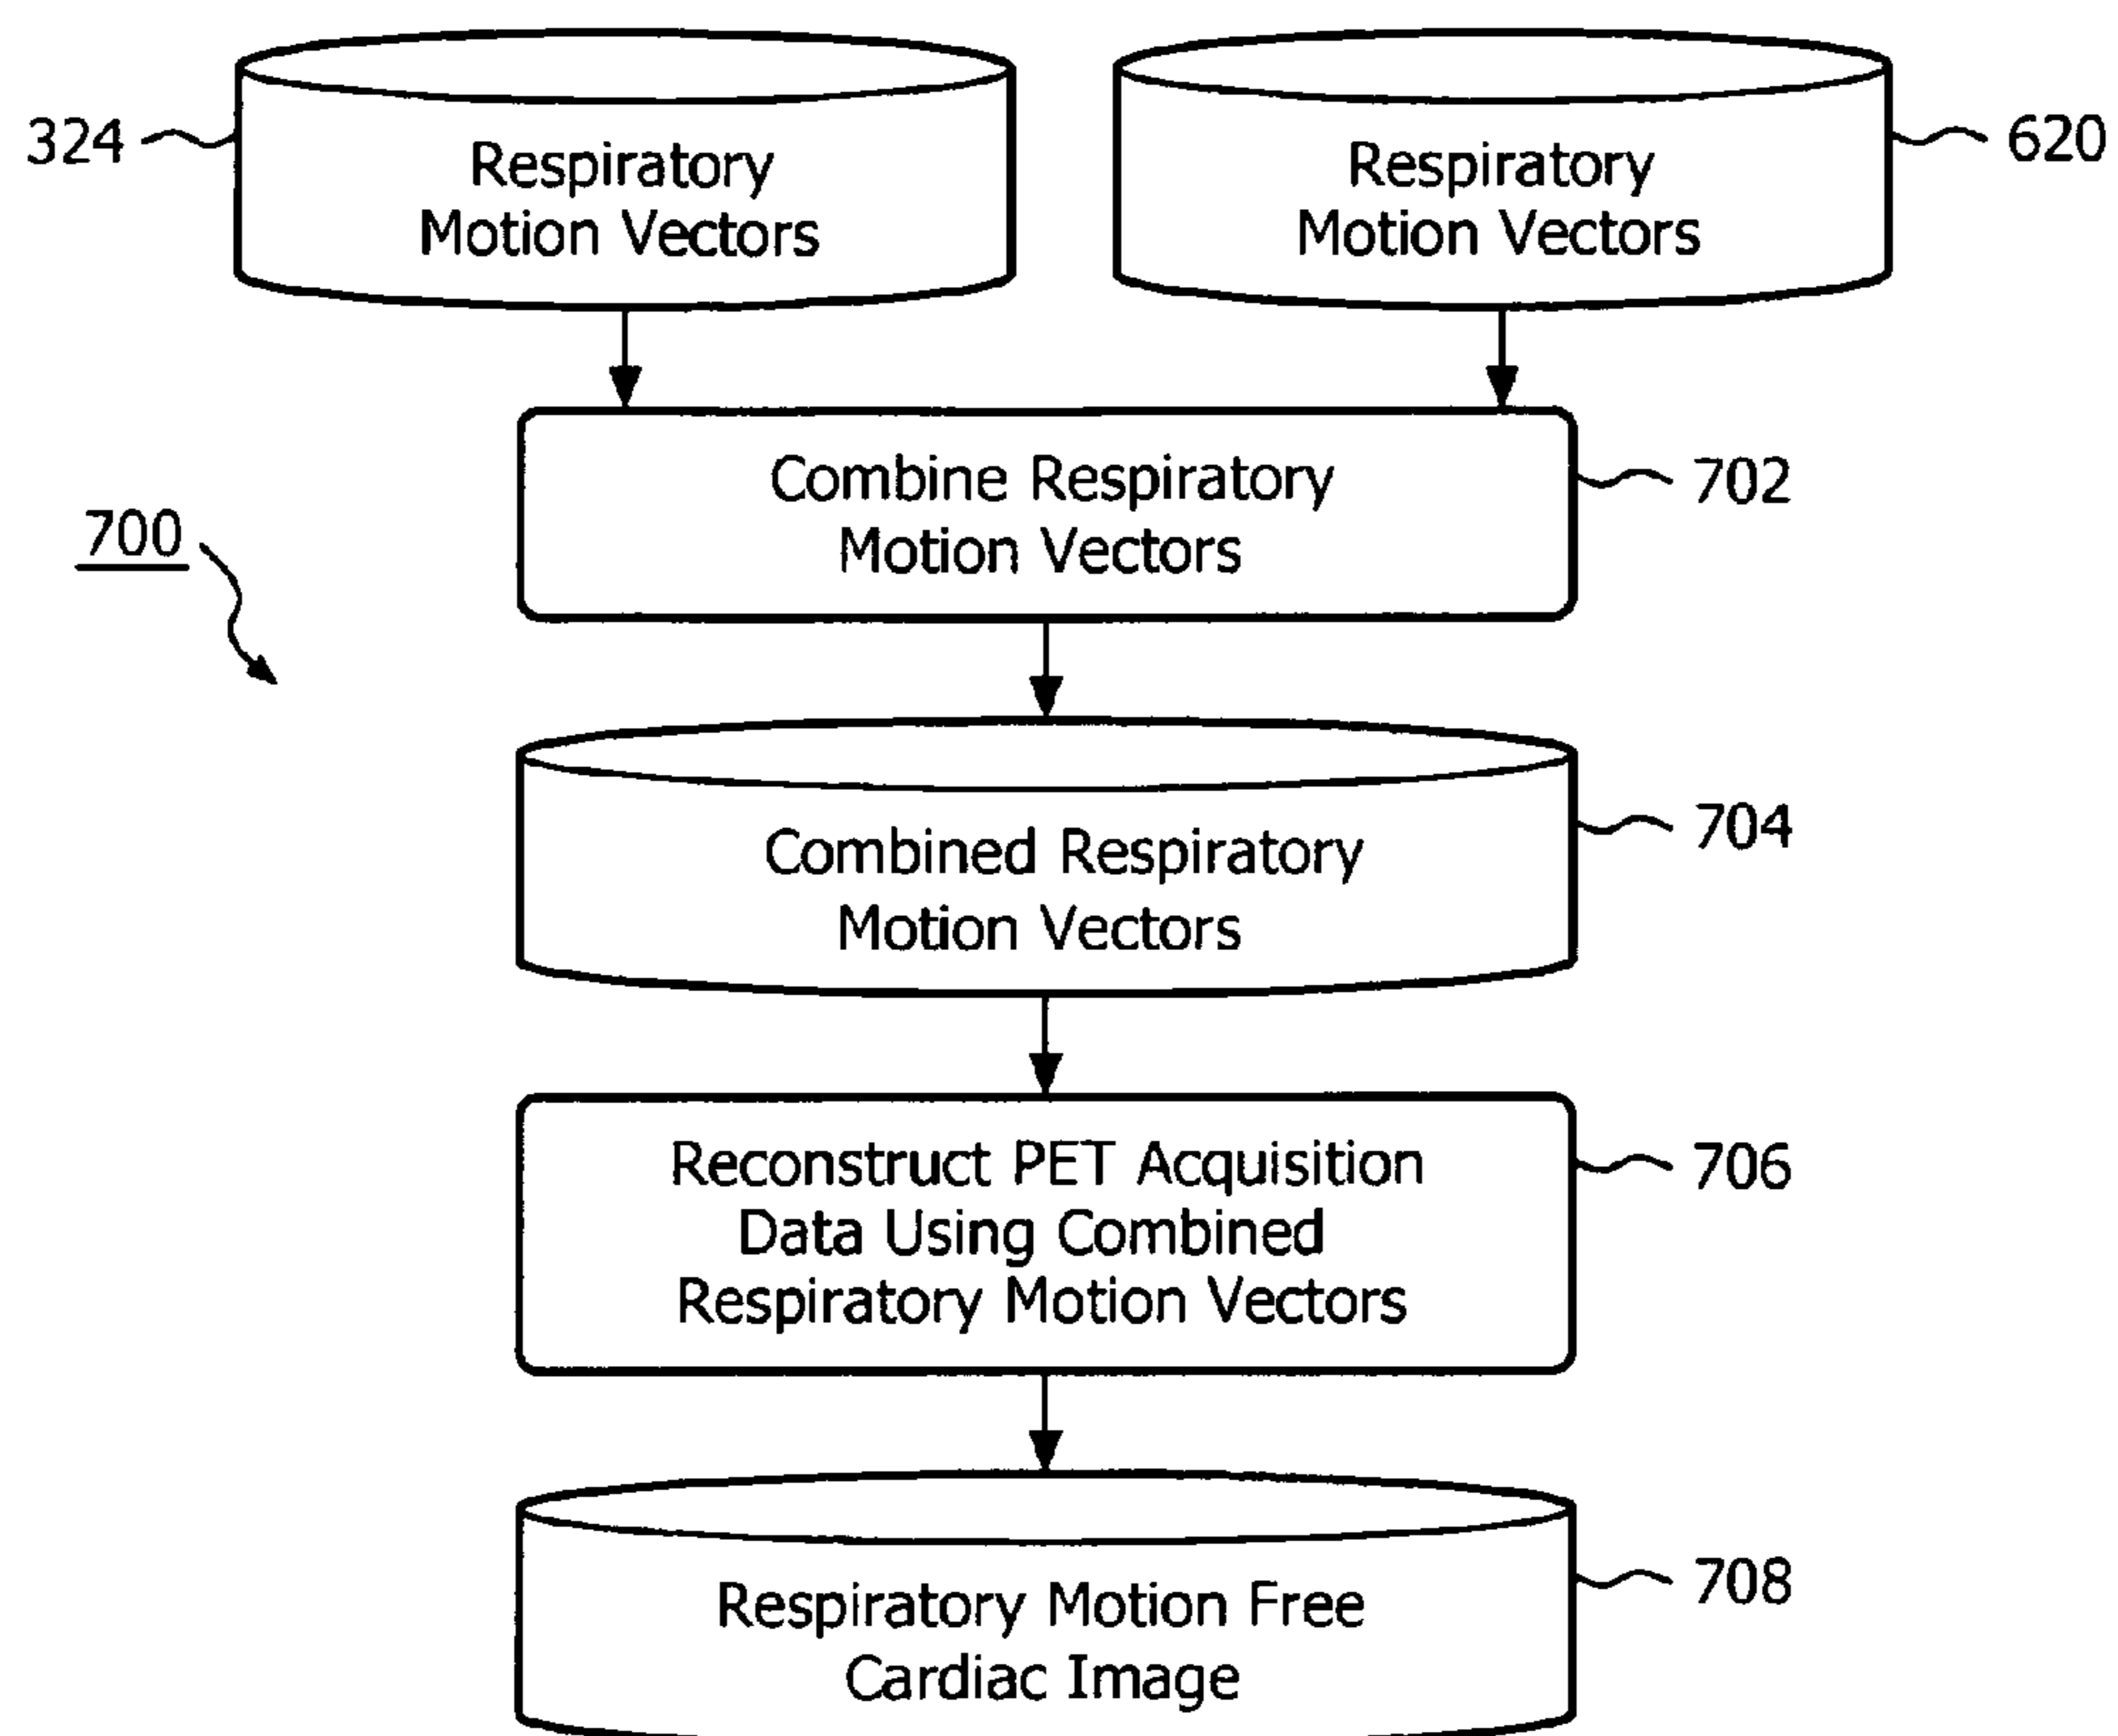 324
Respiratory
Motion Vectors
Respiratory
Motion Vectors
620
Combine Respiratory
Motion Vectors
702
700
Combined Respiratory
Motion Vectors
704
Reconstruct PET Acquisition
Data Using Combined
Respiratory Motion Vectors
706
Respiratory Motion Free
Cardiac Image
708